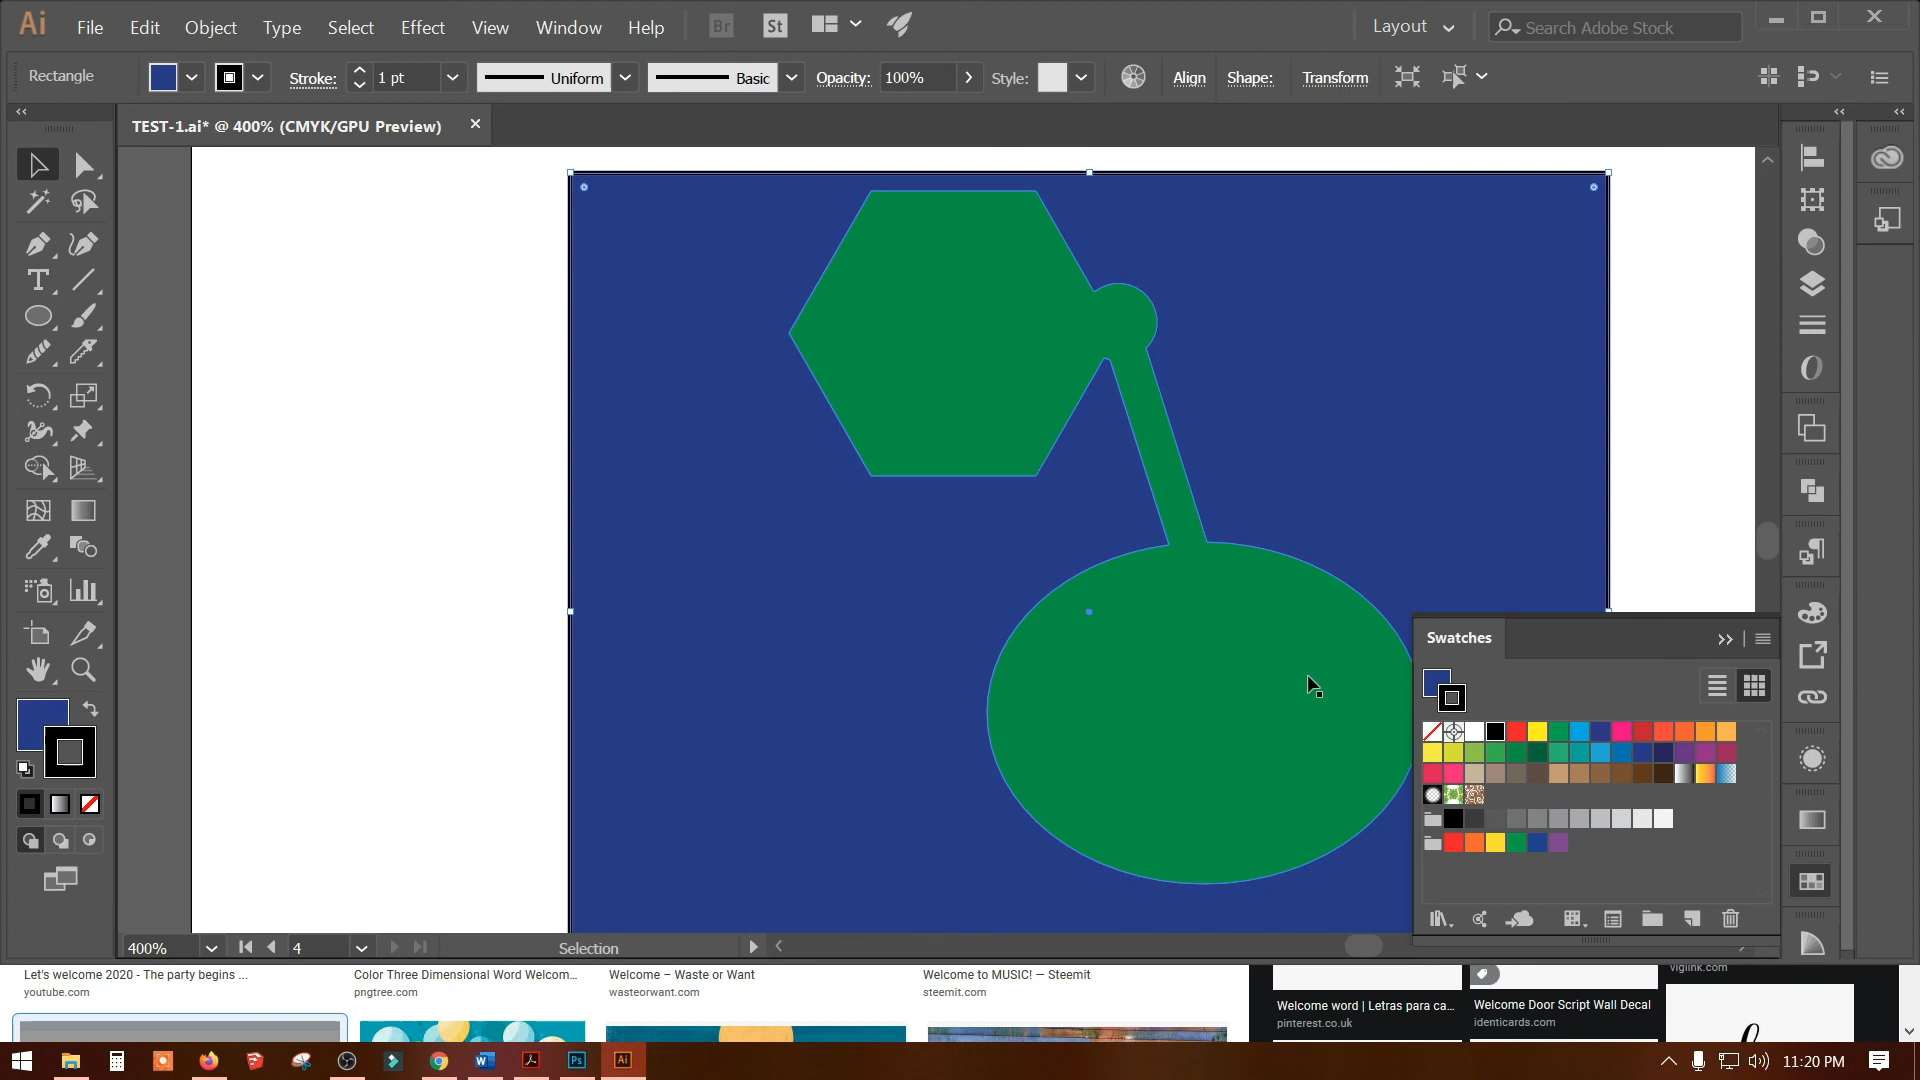 Ai File Edit Object Type Select Effect View Window Help Br St Layout Search Adobe Stock
Rectangle Stroke: 1 pt Uniform Basic Opacity: 100% Style: Align Shape: Transform
TEST-1.ai* @ 400% (CMYK/GPU Preview)
Swatches
400% 4 Selection
Let's welcome 2020 - The party begins ...
youtube.com
Color Three Dimensional Word Welcom...
pngtree.com
Welcome – Waste or Want
wasteorwant.com
Welcome to MUSIC! — Steemit
steemit.com
Welcome word | Letras para ca...
pinterest.co.uk
Welcome Door Script Wall Decal
identicards.com
viglink.com
Ps Ai 11:20 PM